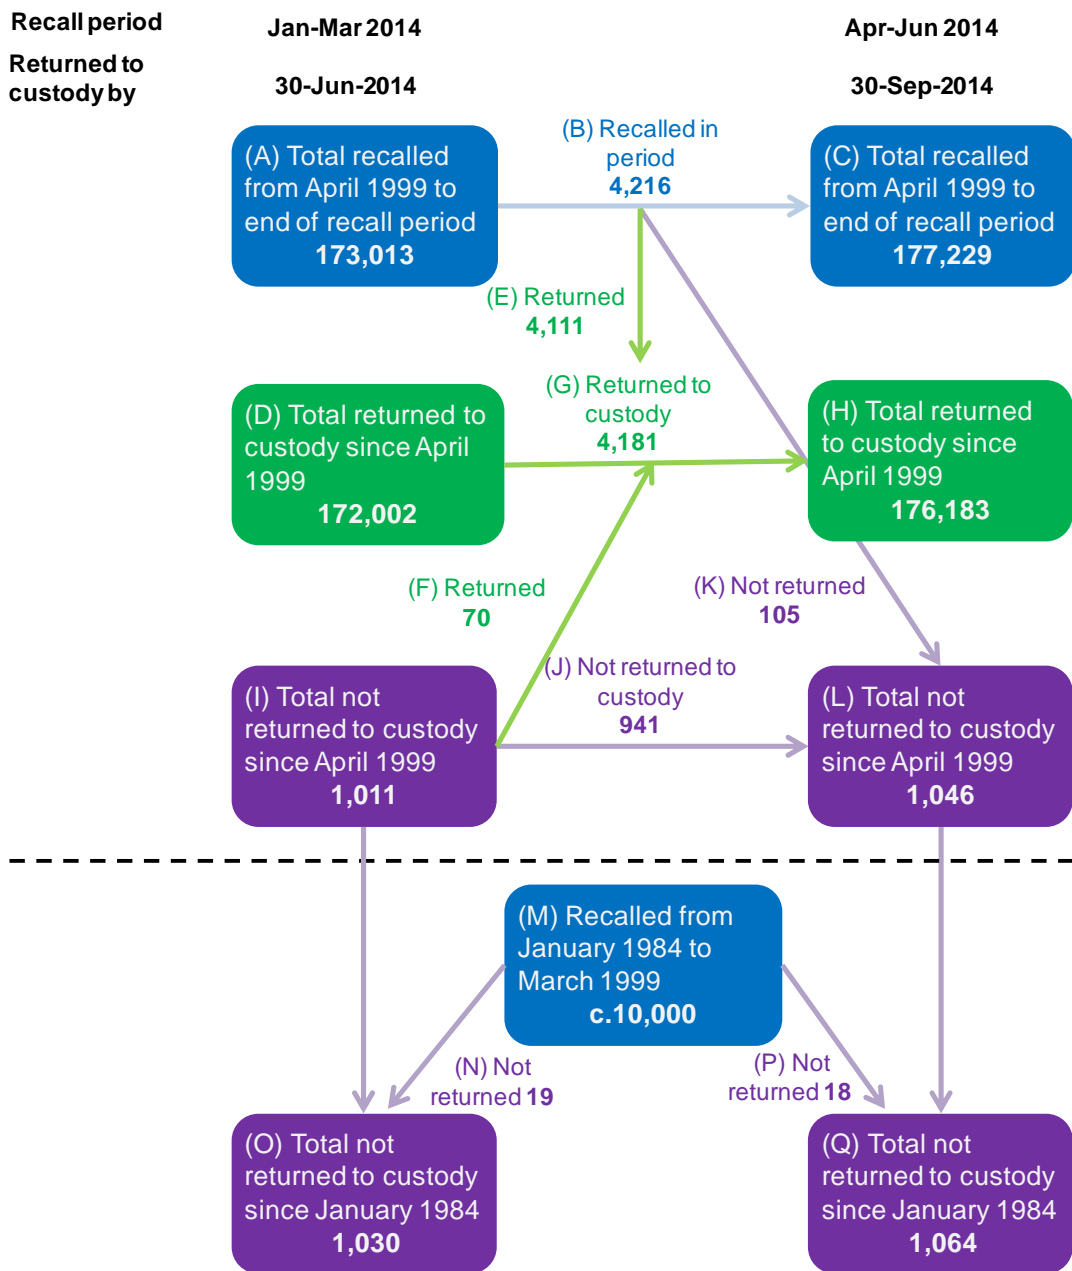 Recall period
Jan-Mar 2014
Apr-Jun 2014
Returned to
custody by
30-Jun-2014
30-Sep-2014
(A) Total recalled
from April 1999 to
end of recall period
173,013
(B) Recalled in
period
4,216
(C) Total recalled
from April 1999 to
end of recall period
177,229
(E) Returned
4,111
(D) Total returned to
custody since April
1999
172,002
(G) Returned to
custody
4,181
(H) Total returned
to custody since
April 1999
176,183
(F) Returned
70
(K) Not returned
105
(I) Total not
returned to custody
since April 1999
1,011
(J) Not returned to
custody
941
(L) Total not
returned to custody
since April 1999
1,046
(M) Recalled from
January 1984 to
March 1999
c.10,000
(N) Not
returned 19
(P) Not
returned 18
(O) Total not
returned to custody
since January 1984
1,030
(Q) Total not
returned to custody
since January 1984
1,064